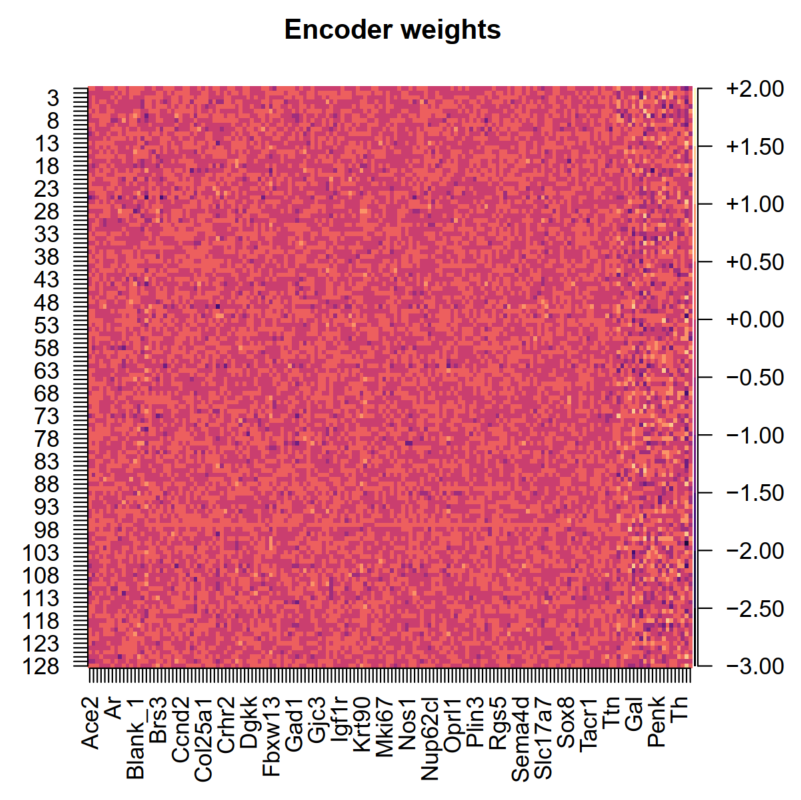 Encoder weights
3
8
13
18
23
28
33
38
43
48
53
58
63
68
73
78
83
88
93
98
103
108
113
118
123
128
+2.00
+1.50
+1.00
+0.50
+0.00
−0.50
−1.00
−1.50
−2.00
−2.50
−3.00
Ace2
Ar
Blank_1
Brs3
Ccnd2
Col25a1
Crhr2
Dgkk
Fbxw13
Gad1
Gjc3
Igf1r
Krt90
Mki67
Nos1
Nup62cl
Oprl1
Plin3
Rgs5
Sema4d
Slc17a7
Sox8
Tacr1
Ttn
Gal
Penk
Th